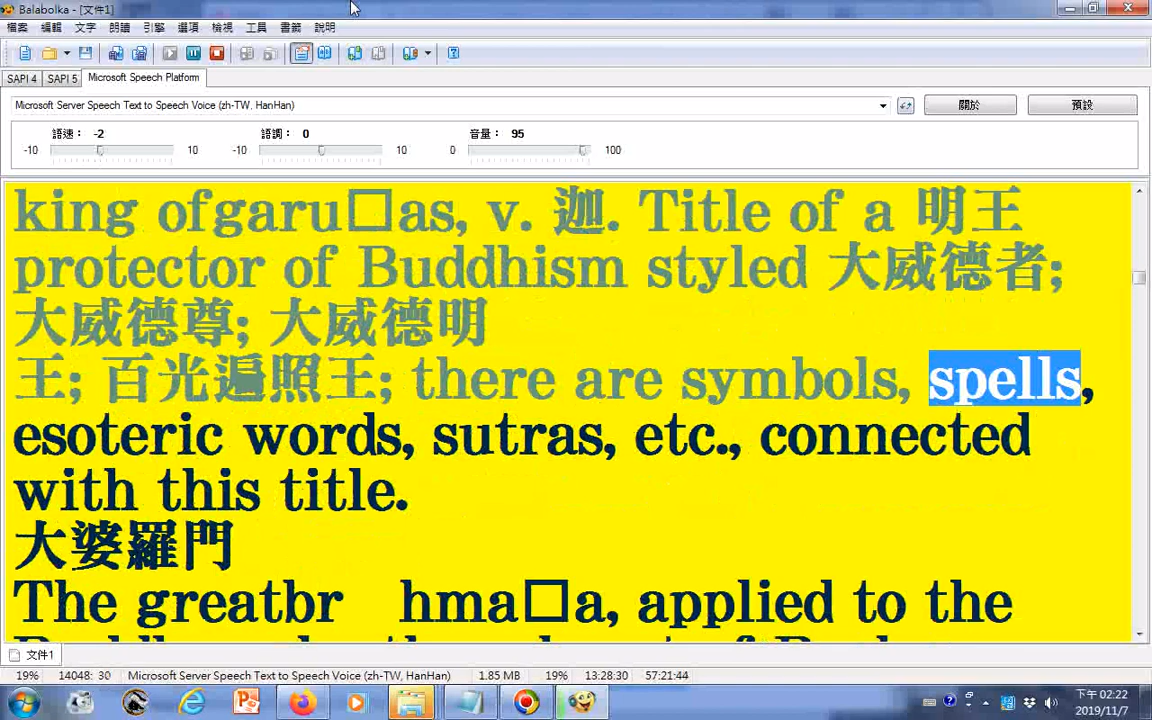 Balabolka - [文件1]
檔案 編輯 文字 朗讀 引擎 選項 檢視 工具 書籤 說明
SAPI 4 SAPI 5 Microsoft Speech Platform
Microsoft Server Speech Text to Speech Voice (zh-TW, HanHan) 關於 預設
語速： -2 語調： 0 音量： 95
-10 10 -10 10 0 100
king ofgaru□as, v. 迦. Title of a 明王
protector of Buddhism styled 大威德者;
大威德尊; 大威德明
王; 百光遍照王; there are symbols, spells,
esoteric words, sutras, etc., connected
with this title.
大婆羅門
The greatbr hma□a, applied to the
文件1
19% 14048: 30 Microsoft Server Speech Text to Speech Voice (zh-TW, HanHan) 1.85 MB 19% 13:28:30 57:21:44
下午 02:22
2019/11/7